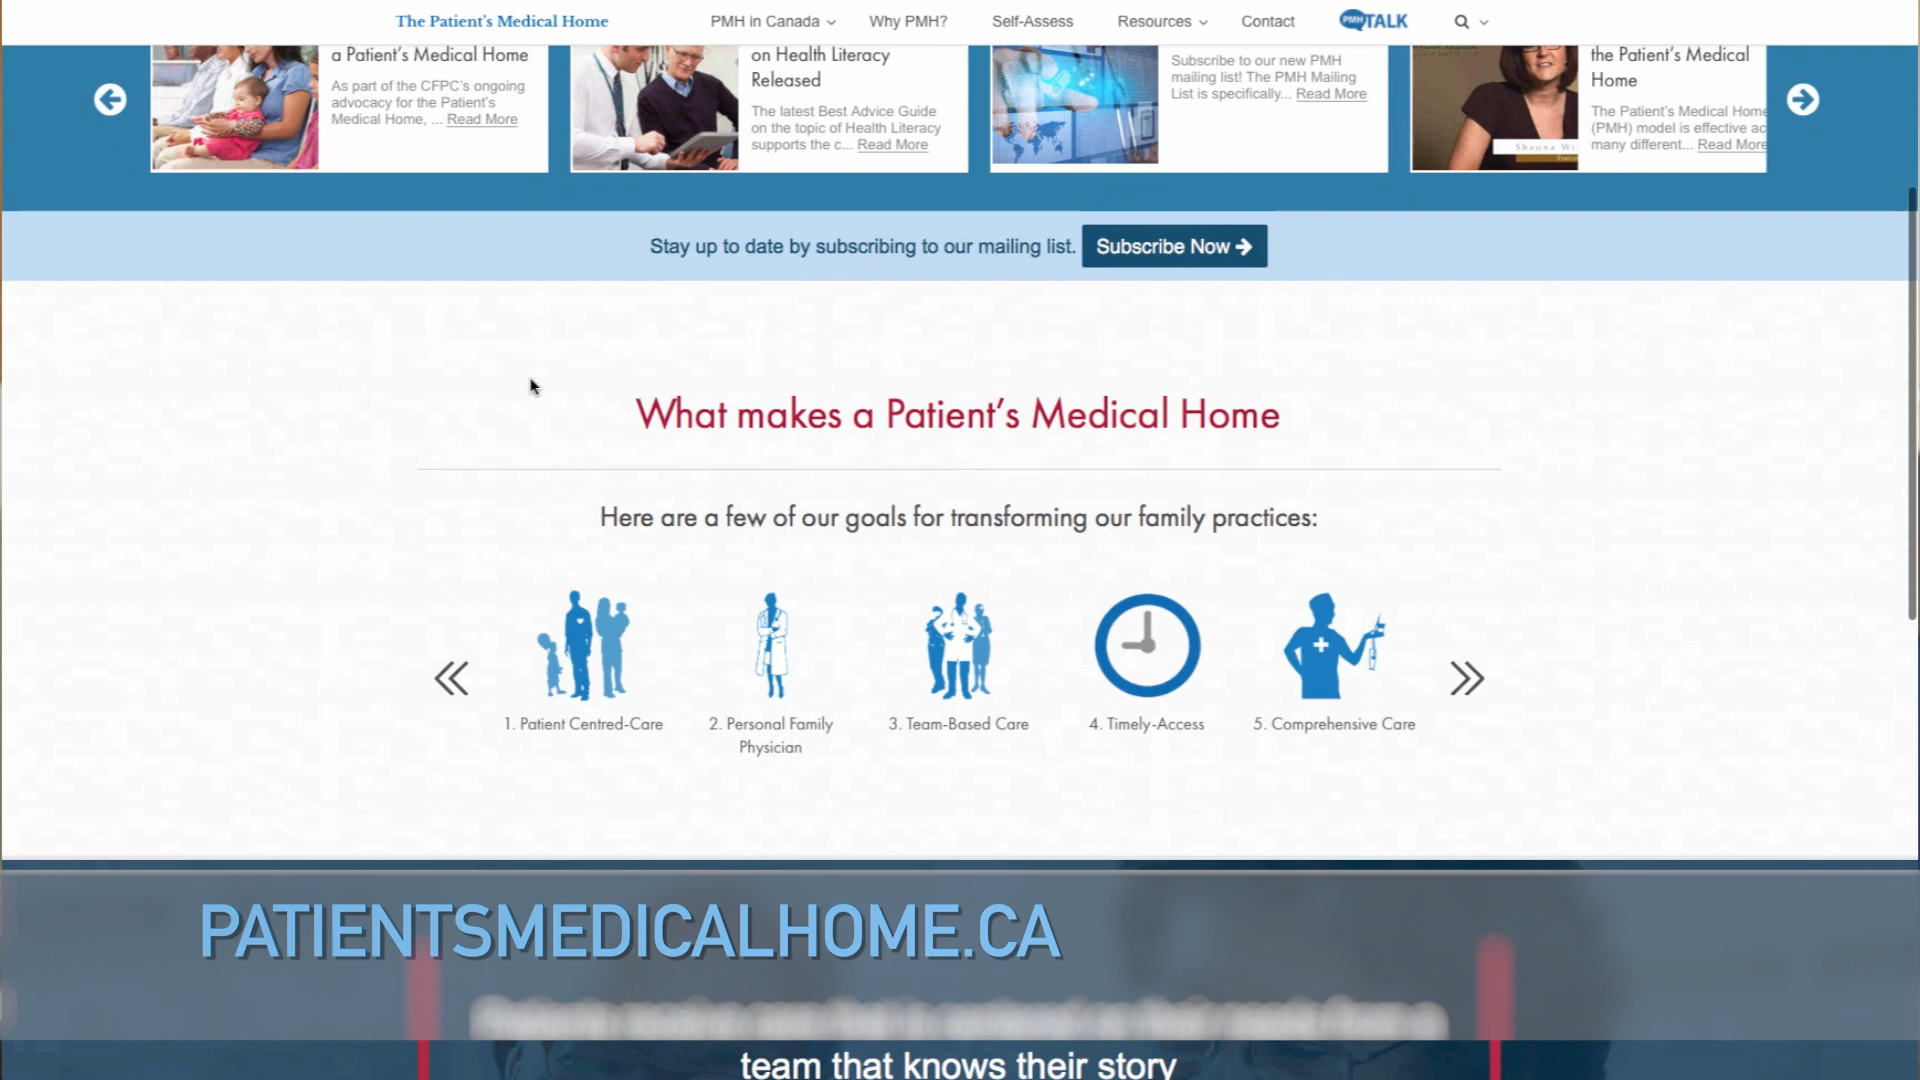 The Patient's Medical Home
PMH in Canada
Why PMH?
Self-Assess
Resources
Contact
PMH TALK
a Patient's Medical Home
As part of the CFPC's ongoing
advocacy for the Patient's
Medical Home, ... Read More
on Health Literacy
Released
The latest Best Advice Guide
on the topic of Health Literacy
supports the c... Read More
Subscribe to our new PMH
mailing list! The PMH Mailing
List is specifically... Read More
Shauna Wi
the Patient's Medical
Home
The Patient's Medical Home
(PMH) model is effective ac
many different... Read More
Stay up to date by subscribing to our mailing list.
Subscribe Now
What makes a Patient's Medical Home
Here are a few of our goals for transforming our family practices:
1. Patient Centred-Care
2. Personal Family
Physician
3. Team-Based Care
4. Timely-Access
5. Comprehensive Care
PATIENTSMEDICALHOME.CA
team that knows their story